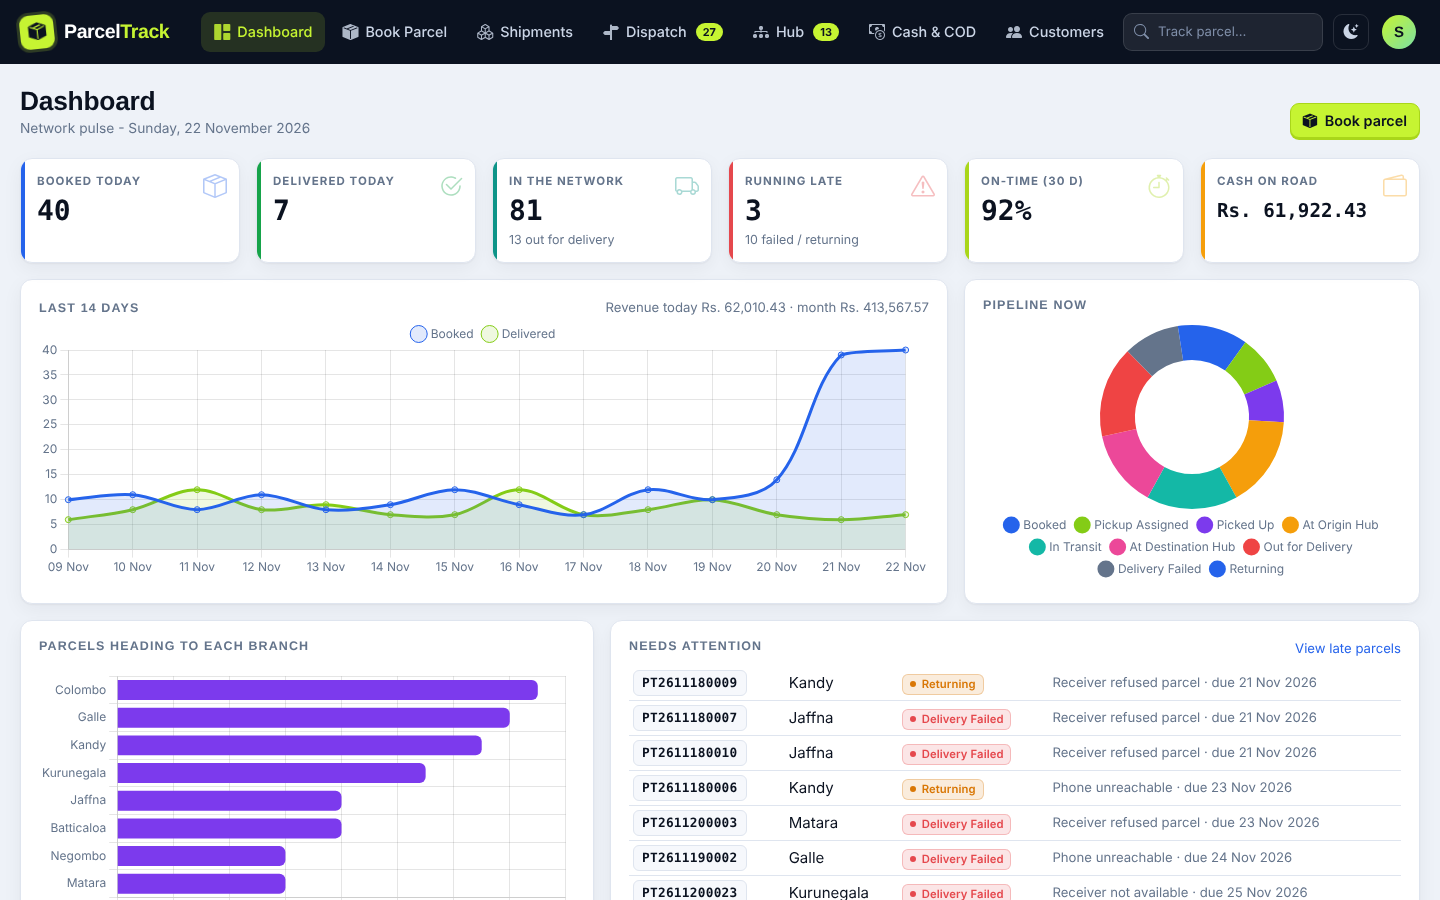 ParcelTrack
Dashboard
Book Parcel
Shipments
Dispatch 27
Hub 13
Cash & COD
Customers
Track parcel...
S
Dashboard
Network pulse - Sunday, 22 November 2026
Book parcel
BOOKED TODAY
40
DELIVERED TODAY
7
IN THE NETWORK
81
13 out for delivery
RUNNING LATE
3
10 failed / returning
ON-TIME (30 D)
92%
CASH ON ROAD
Rs. 61,922.43
LAST 14 DAYS
Revenue today Rs. 62,010.43 · month Rs. 413,567.57
Booked Delivered
40
35
30
25
20
15
10
5
0
09 Nov 10 Nov 11 Nov 12 Nov 13 Nov 14 Nov 15 Nov 16 Nov 17 Nov 18 Nov 19 Nov 20 Nov 21 Nov 22 Nov
PIPELINE NOW
Booked Pickup Assigned Picked Up At Origin Hub
In Transit At Destination Hub Out for Delivery
Delivery Failed Returning
PARCELS HEADING TO EACH BRANCH
Colombo
Galle
Kandy
Kurunegala
Jaffna
Batticaloa
Negombo
Matara
NEEDS ATTENTION
View late parcels
PT2611180009 Kandy Returning Receiver refused parcel · due 21 Nov 2026
PT2611180007 Jaffna Delivery Failed Receiver refused parcel · due 21 Nov 2026
PT2611180010 Jaffna Delivery Failed Receiver refused parcel · due 21 Nov 2026
PT2611180006 Kandy Returning Phone unreachable · due 23 Nov 2026
PT2611200003 Matara Delivery Failed Receiver refused parcel · due 23 Nov 2026
PT2611190002 Galle Delivery Failed Phone unreachable · due 24 Nov 2026
PT2611200023 Kurunegala Delivery Failed Receiver not available · due 25 Nov 2026